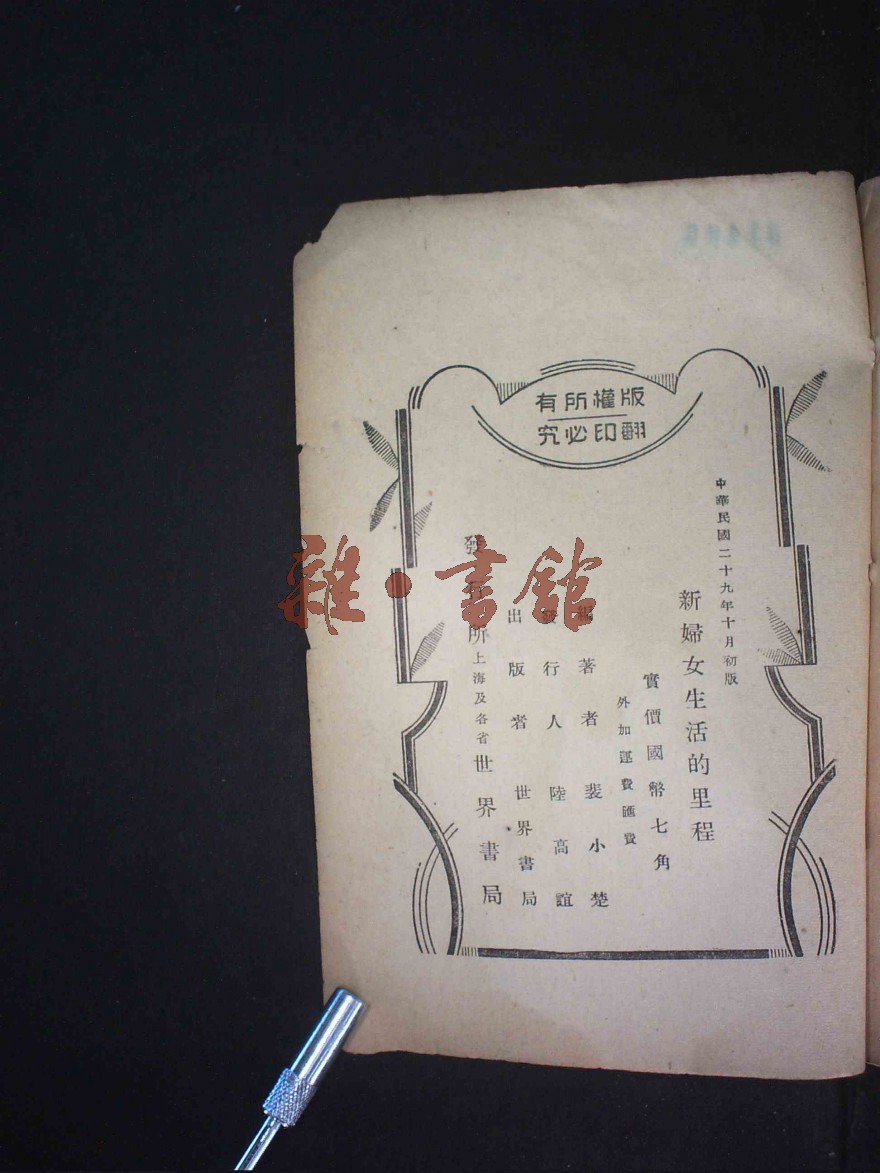 版權所有
翻印必究
中華民國二十九年十月初版
新婦女生活的里程
實價國幣七角
外加運費匯費
編著者 裴小楚
發行人 陸高誼
出版者 世界書局
發行所 上海及各省 世界書局
雜·書館